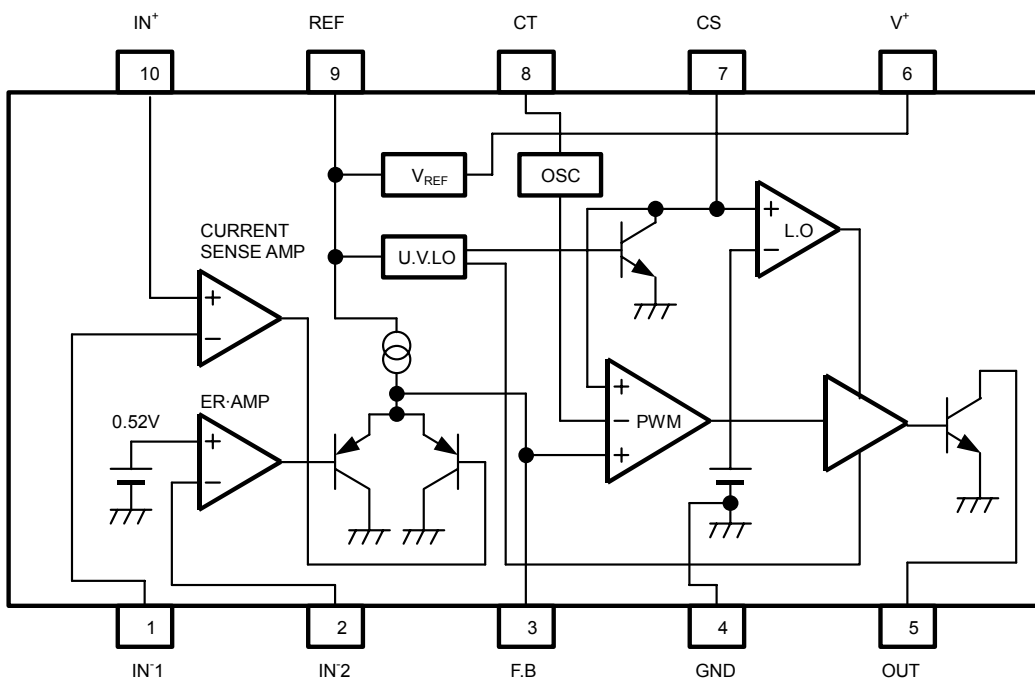 IN⁺ REF CT CS V⁺
10 9 8 7 6
V_REF OSC
+ L.O
CURRENT
SENSE AMP
U.V.LO −
+
−
ER·AMP
0.52V + + 
− PWM
− +
1 2 3 4 5
IN⁻1 IN⁻2 F.B GND OUT